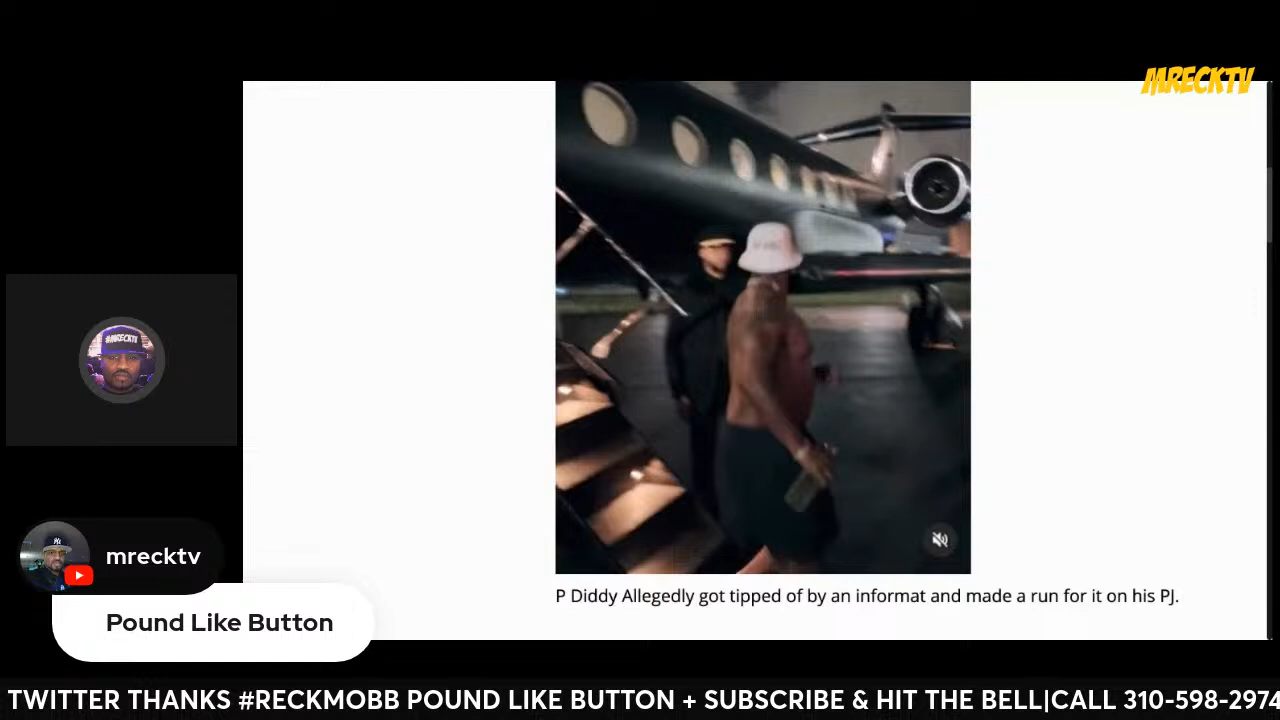 MRECKTV
#MRECKTV
P Diddy Allegedly got tipped of by an informat and made a run for it on his PJ.
mrecktv
Pound Like Button
TWITTER THANKS #RECKMOBB POUND LIKE BUTTON + SUBSCRIBE & HIT THE BELL|CALL 310-598-2974